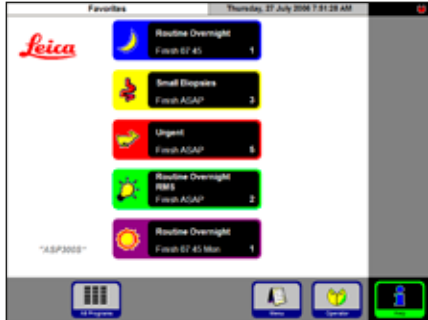 Favorites
Thursday, 27 July 2006 7:51:28 AM
Leica
Routine Overnight
Finish 07:45 1
Small Biopsies
Finish ASAP 3
Urgent
Finish ASAP 5
Routine Overnight
RMS
Finish ASAP 2
Routine Overnight
Finish 07:45 Mon 1
"ASP300S"
All Programs
Menu
Operator
Help